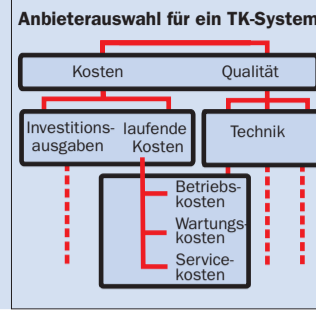 Anbieterauswahl für ein TK-System
Kosten Qualität
Investitions-
ausgaben
laufende
Kosten
Technik
Betriebs-
kosten
Wartungs-
kosten
Service-
kosten